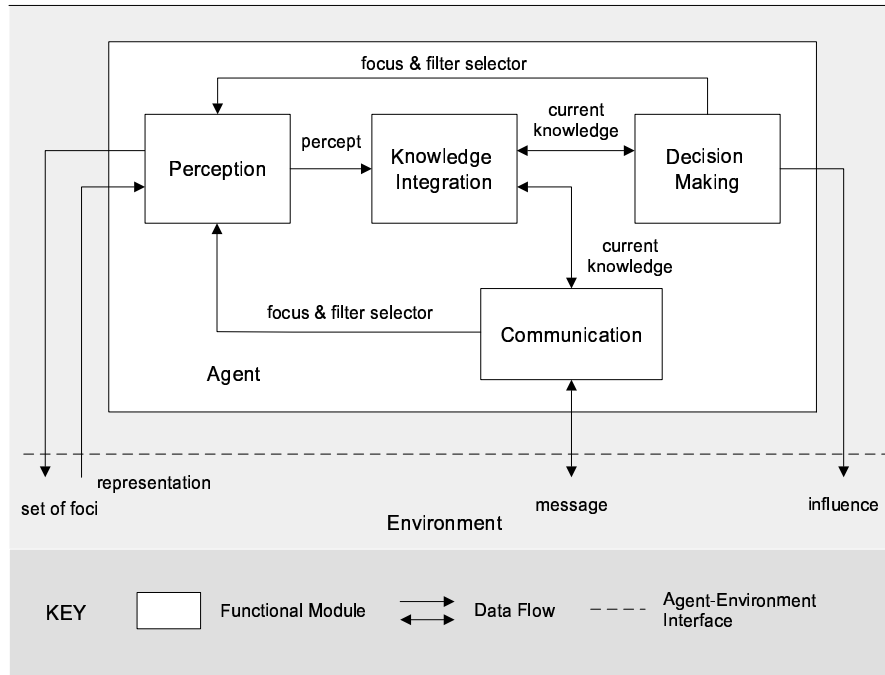 focus & filter selector
Perception
percept
Knowledge
Integration
current
knowledge
Decision
Making
current
knowledge
focus & filter selector
Communication
Agent
representation
set of foci
message
influence
Environment
KEY
Functional Module
Data Flow
Agent-Environment
Interface